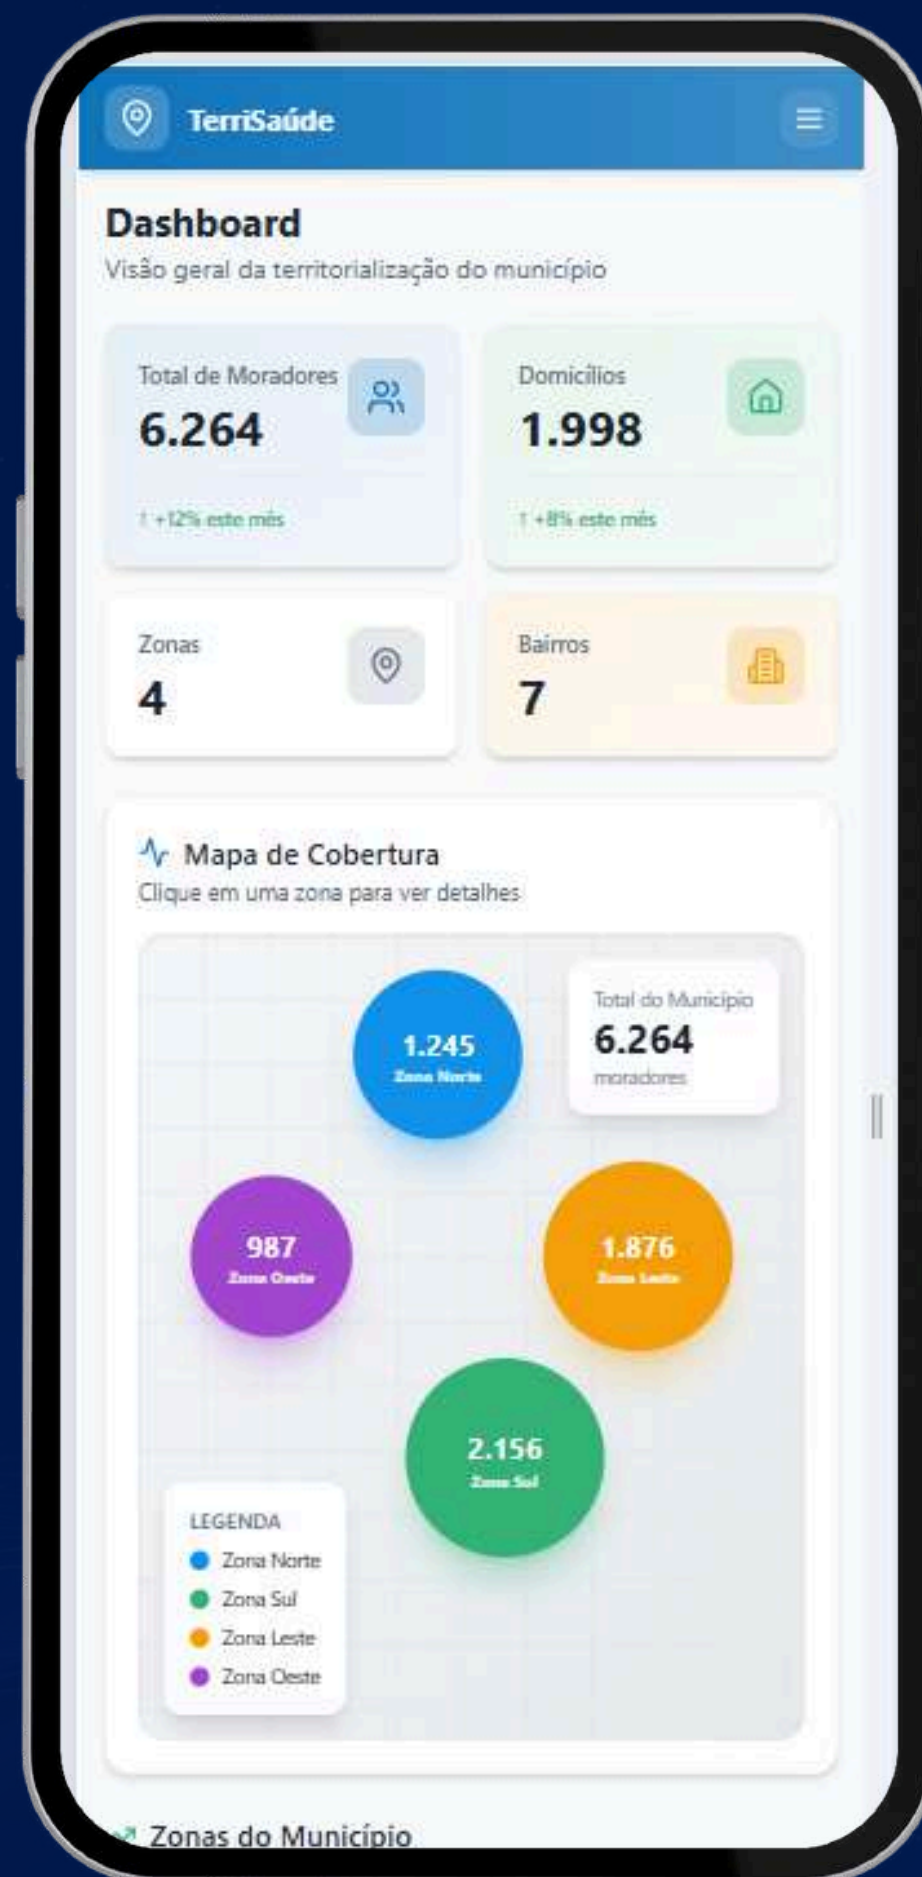 TerriSaúde
Dashboard
Visão geral da territorialização do município
Total de Moradores
6.264
↑ +12% este mês
Domicílios
1.998
↑ +8% este mês
Zonas
4
Bairros
7
Mapa de Cobertura
Clique em uma zona para ver detalhes
Total do Município
6.264
moradores
1.245
Zona Norte
987
Zona Oeste
1.876
Zona Leste
2.156
Zona Sul
LEGENDA
Zona Norte
Zona Sul
Zona Leste
Zona Oeste
Zonas do Município